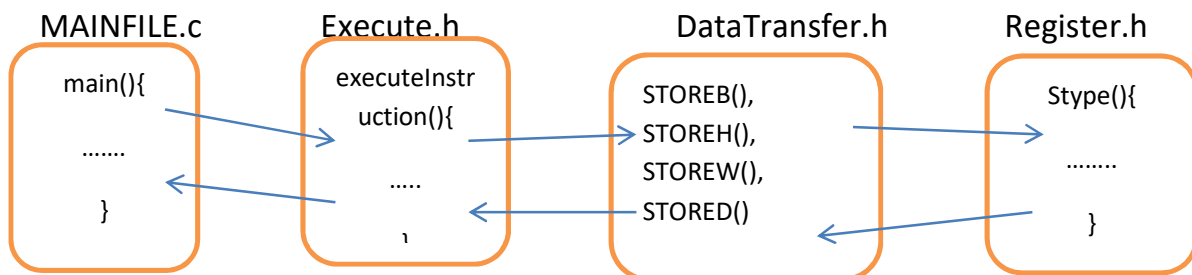 MAINFILE.c
Execute.h
DataTransfer.h
Register.h
main(){
…….
}
executeInstr
uction(){
…..
STOREB(),
STOREH(),
STOREW(),
STORED()
Stype(){
……..
}